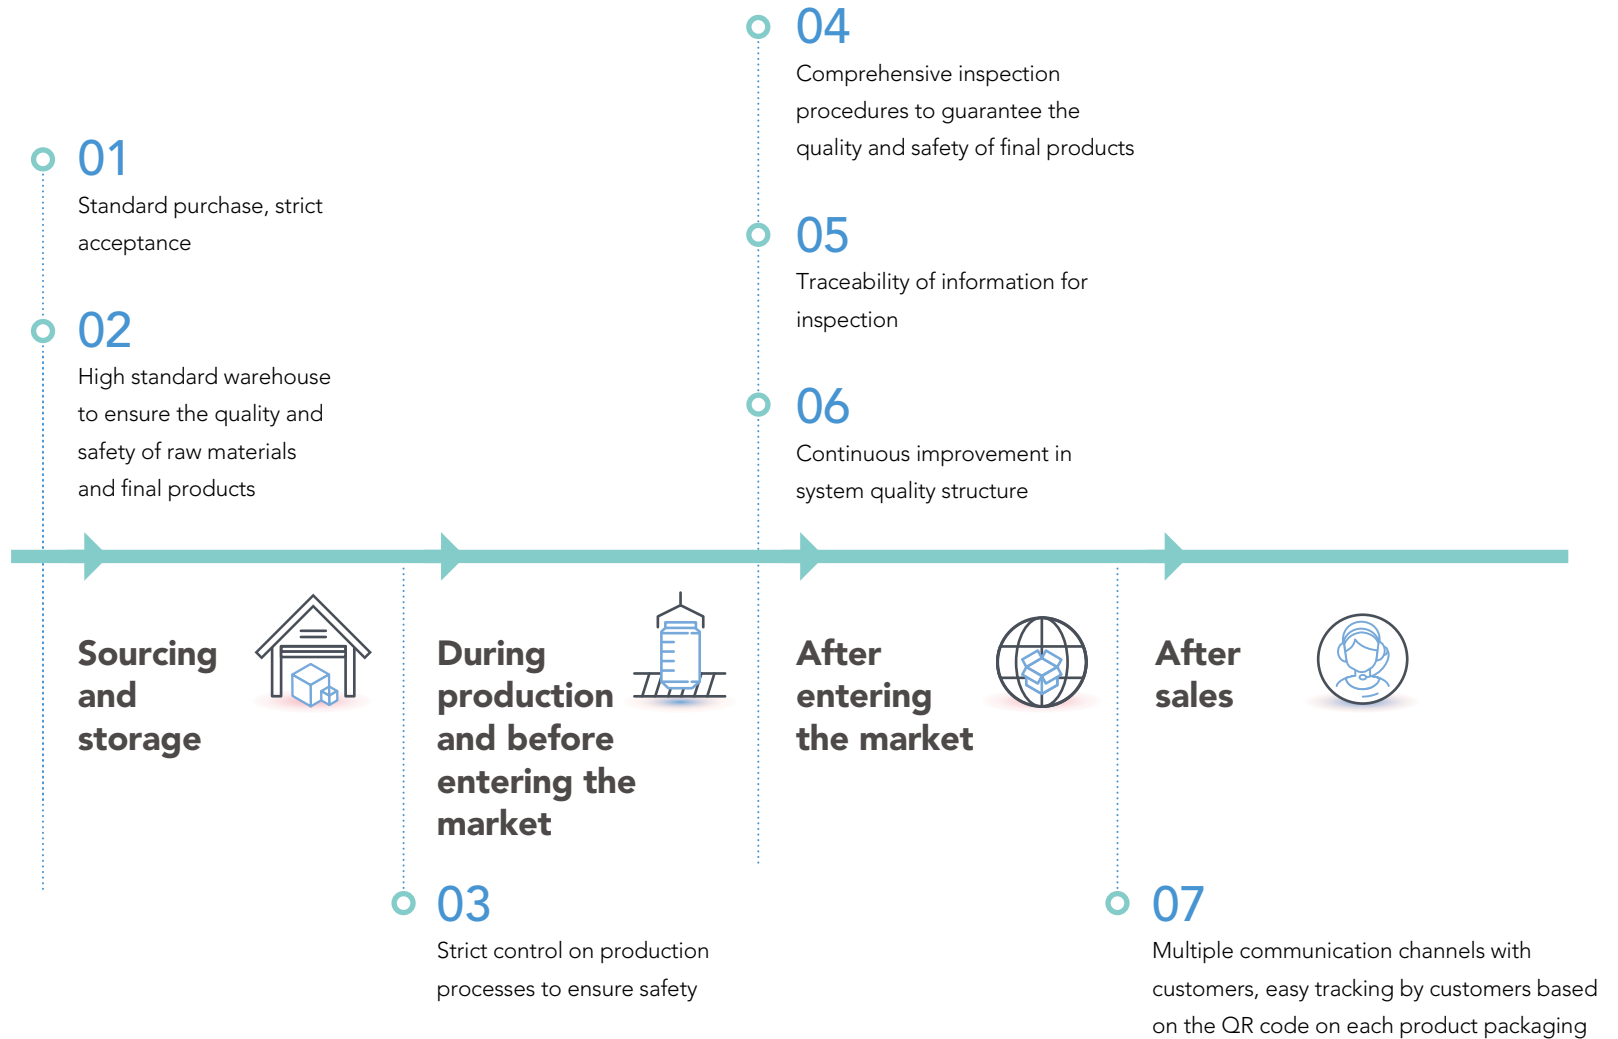 01
Standard purchase, strict
acceptance
02
High standard warehouse
to ensure the quality and
safety of raw materials
and final products
04
Comprehensive inspection
procedures to guarantee the
quality and safety of final products
05
Traceability of information for
inspection
06
Continuous improvement in
system quality structure
Sourcing
and
storage
During
production
and before
entering the
market
After
entering
the market
After
sales
03
Strict control on production
processes to ensure safety
07
Multiple communication channels with
customers, easy tracking by customers based
on the QR code on each product packaging